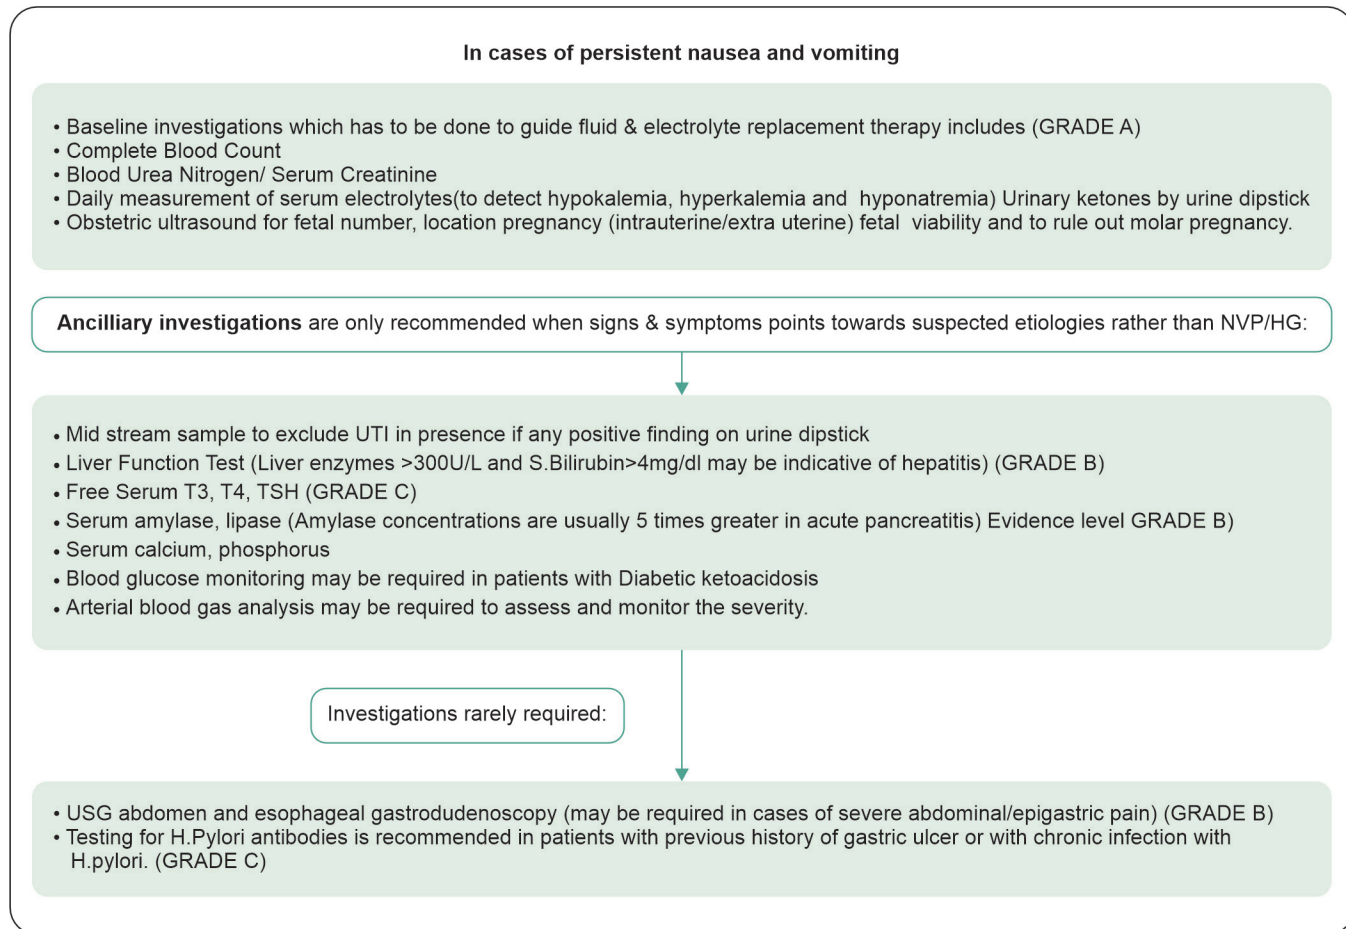 In cases of persistent nausea and vomiting
• Baseline investigations which has to be done to guide fluid & electrolyte replacement therapy includes (GRADE A)
• Complete Blood Count
• Blood Urea Nitrogen/ Serum Creatinine
• Daily measurement of serum electrolytes(to detect hypokalemia, hyperkalemia and hyponatremia) Urinary ketones by urine dipstick
• Obstetric ultrasound for fetal number, location pregnancy (intrauterine/extra uterine) fetal viability and to rule out molar pregnancy.
Ancilliary investigations are only recommended when signs & symptoms points towards suspected etiologies rather than NVP/HG:
• Mid stream sample to exclude UTI in presence if any positive finding on urine dipstick
• Liver Function Test (Liver enzymes >300U/L and S.Bilirubin>4mg/dl may be indicative of hepatitis) (GRADE B)
• Free Serum T3, T4, TSH (GRADE C)
• Serum amylase, lipase (Amylase concentrations are usually 5 times greater in acute pancreatitis) Evidence level GRADE B)
• Serum calcium, phosphorus
• Blood glucose monitoring may be required in patients with Diabetic ketoacidosis
• Arterial blood gas analysis may be required to assess and monitor the severity.
Investigations rarely required:
• USG abdomen and esophageal gastrodudenoscopy (may be required in cases of severe abdominal/epigastric pain) (GRADE B)
• Testing for H.Pylori antibodies is recommended in patients with previous history of gastric ulcer or with chronic infection with
H.pylori. (GRADE C)